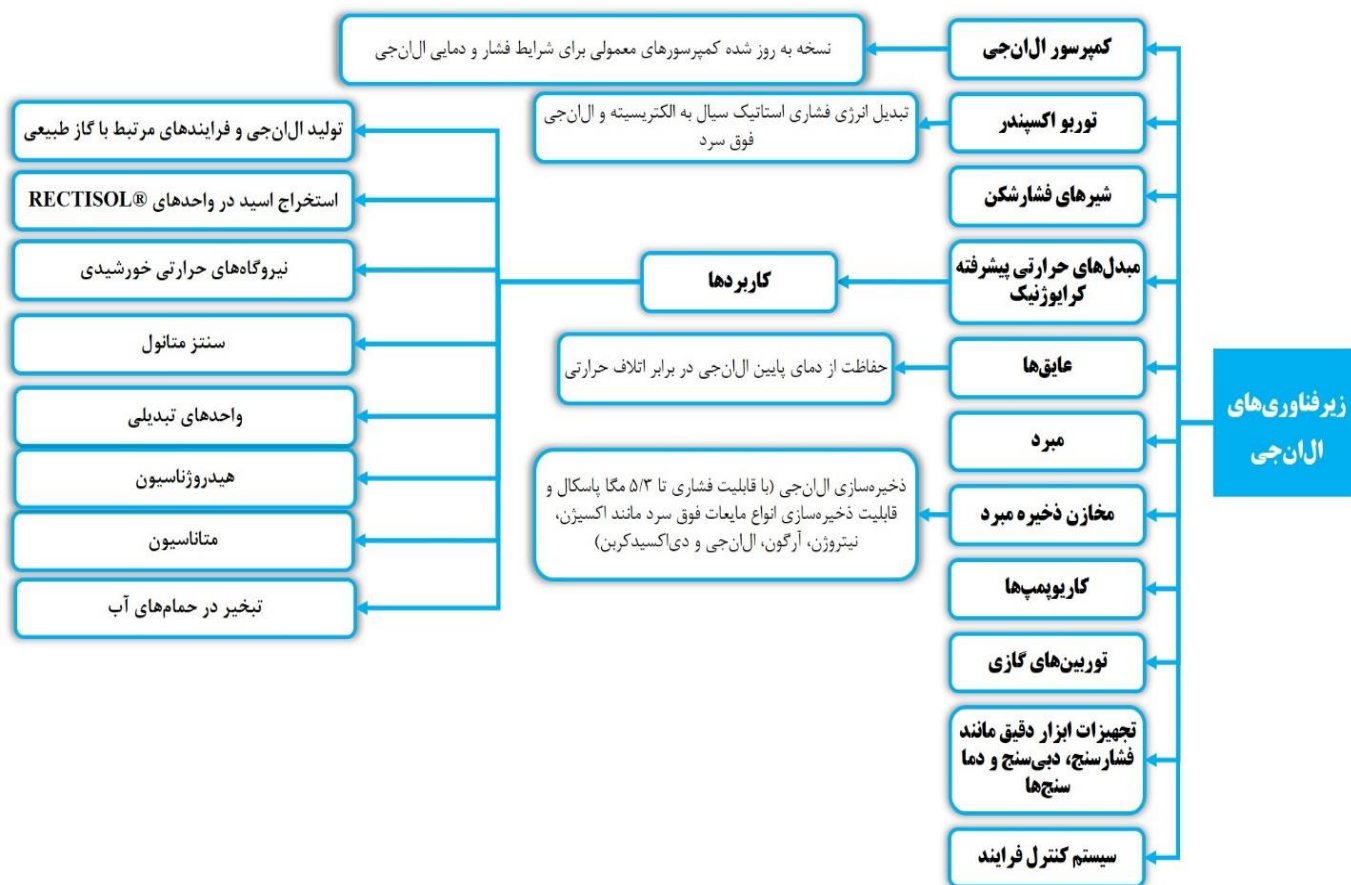 زیرفناوری‌های
ال‌ان‌جی
کمپرسور ال‌ان‌جی
نسخه به روز شده کمپرسورهای معمولی برای شرایط فشار و دمایی ال‌ان‌جی
توربو اکسپندر
تبدیل انرژی فشاری استاتیک سیال به الکتریسیته و ال‌ان‌جی
فوق سرد
شیرهای فشارشکن
مبدل‌های حرارتی پیشرفته
کرایوژنیک
کاربردها
تولید ال‌ان‌جی و فرایندهای مرتبط با گاز طبیعی
استخراج اسید در واحدهای RECTISOL®
نیروگاه‌های حرارتی خورشیدی
سنتز متانول
واحدهای تبدیلی
هیدروژناسیون
متاناسیون
تبخیر در حمام‌های آب
عایق‌ها
حفاظت از دمای پایین ال‌ان‌جی در برابر اتلاف حرارتی
مبرد
مخازن ذخیره مبرد
ذخیره‌سازی ال‌ان‌جی (با قابلیت فشاری تا ۵/۳ مگا پاسکال و
قابلیت ذخیره‌سازی انواع مایعات فوق سرد مانند اکسیژن،
نیتروژن، آرگون، ال‌ان‌جی و دی‌اکسیدکربن)
کاریوپمپ‌ها
توربین‌های گازی
تجهیزات ابزار دقیق مانند
فشارسنج، دبی‌سنج و دما
سنج‌ها
سیستم کنترل فرایند